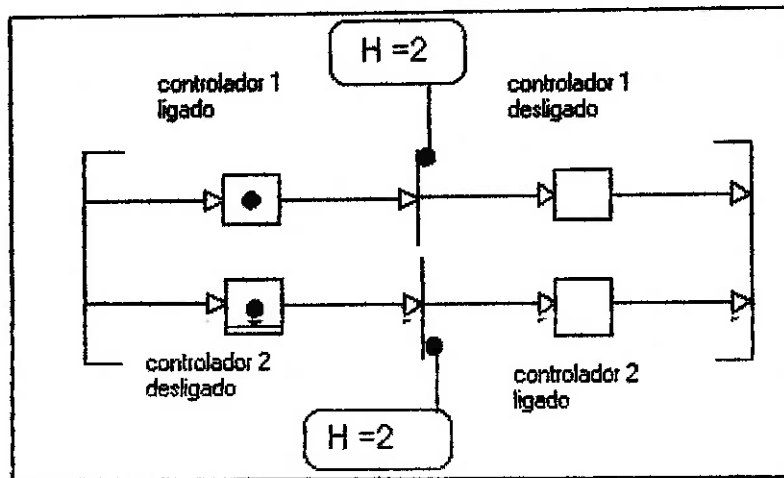 H =2
controlador 1
ligado
controlador 1
desligado
controlador 2
desligado
controlador 2
ligado
H =2